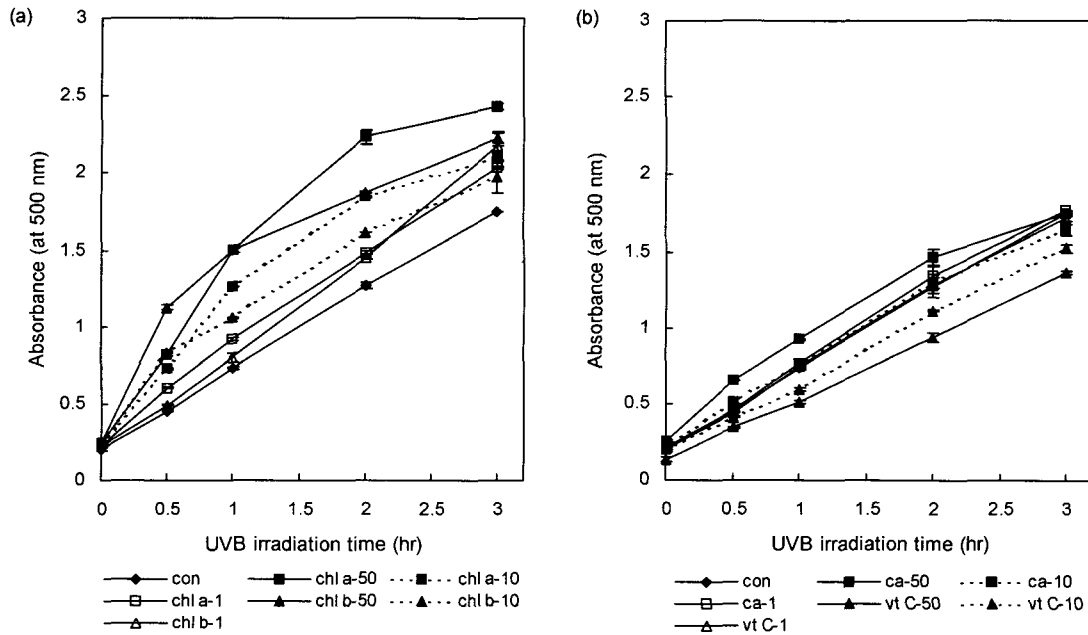 (a)
3
2.5
2
1.5
1
0.5
0
Absorbance (at 500 nm)
0 0.5 1 1.5 2 2.5 3
UVB irradiation time (hr)
con chl a-50 chl a-10
chl a-1 chl b-50 chl b-10
chl b-1
(b)
3
2.5
2
1.5
1
0.5
0
Absorbance (at 500 nm)
0 0.5 1 1.5 2 2.5 3
UVB irradiation time (hr)
con ca-50 ca-10
ca-1 vt C-50 vt C-10
vt C-1